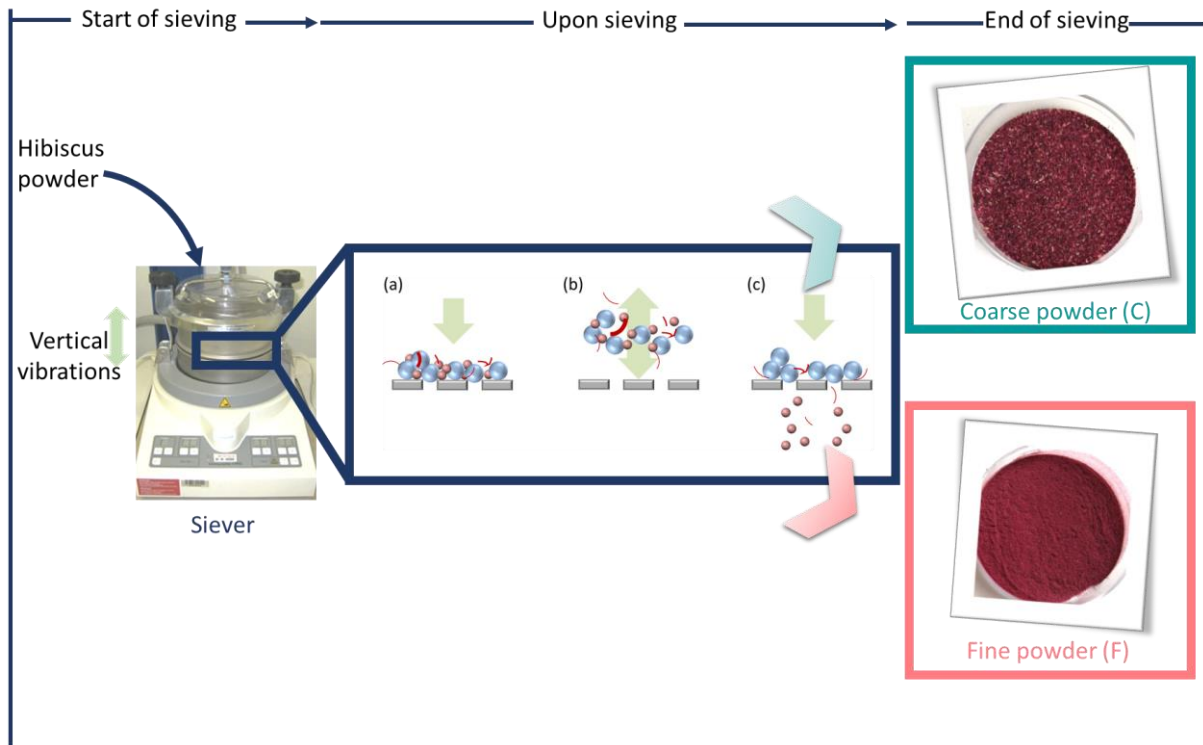 Start of sieving
Upon sieving
End of sieving
Hibiscus
powder
Vertical
vibrations
Siever
(a)
(b)
(c)
Coarse powder (C)
Fine powder (F)